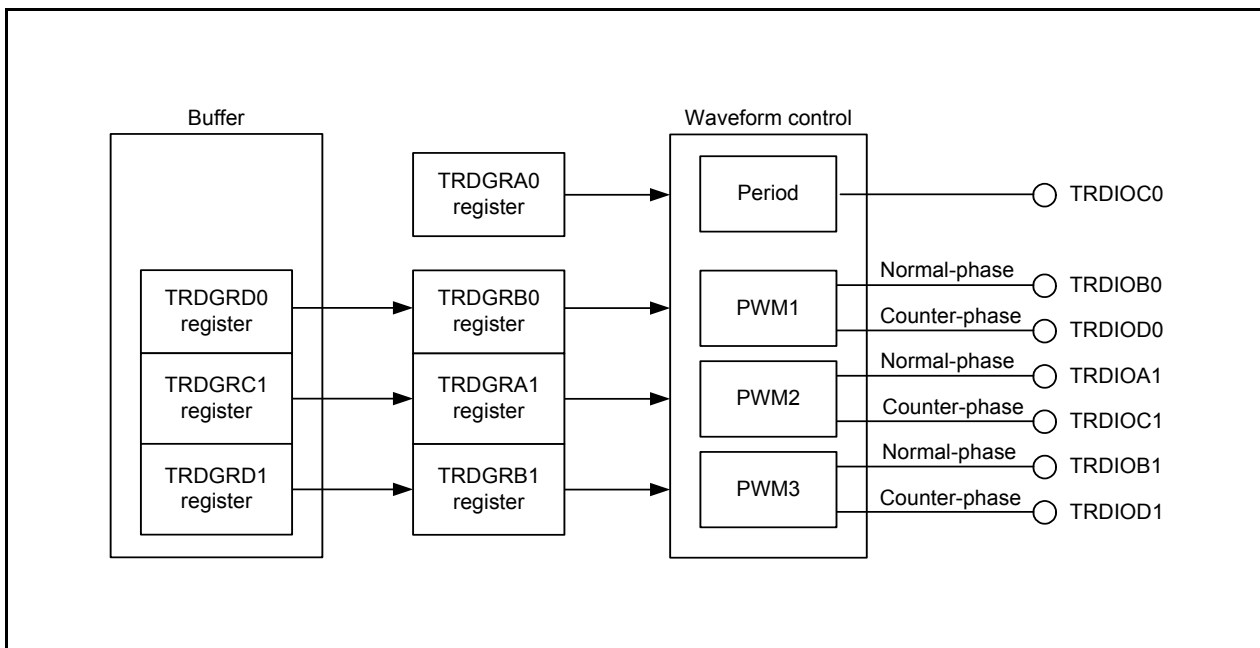 Buffer
Waveform control
TRDGRA0
register
Period
TRDIOC0
TRDGRD0
register
TRDGRB0
register
PWM1
Normal-phase
TRDIOB0
Counter-phase
TRDIOD0
TRDGRC1
register
TRDGRA1
register
PWM2
Normal-phase
TRDIOA1
Counter-phase
TRDIOC1
TRDGRD1
register
TRDGRB1
register
PWM3
Normal-phase
TRDIOB1
Counter-phase
TRDIOD1